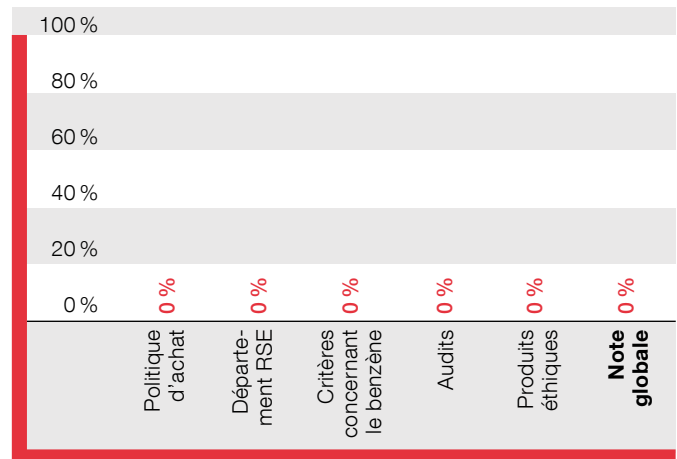 100 %
80 %
60 %
40 %
20 %
0 %
0 %
0 %
0 %
0 %
0 %
0 %
Politique
d’achat
Départe-
ment RSE
Critères
concernant
le benzène
Audits
Produits
éthiques
Note
globale